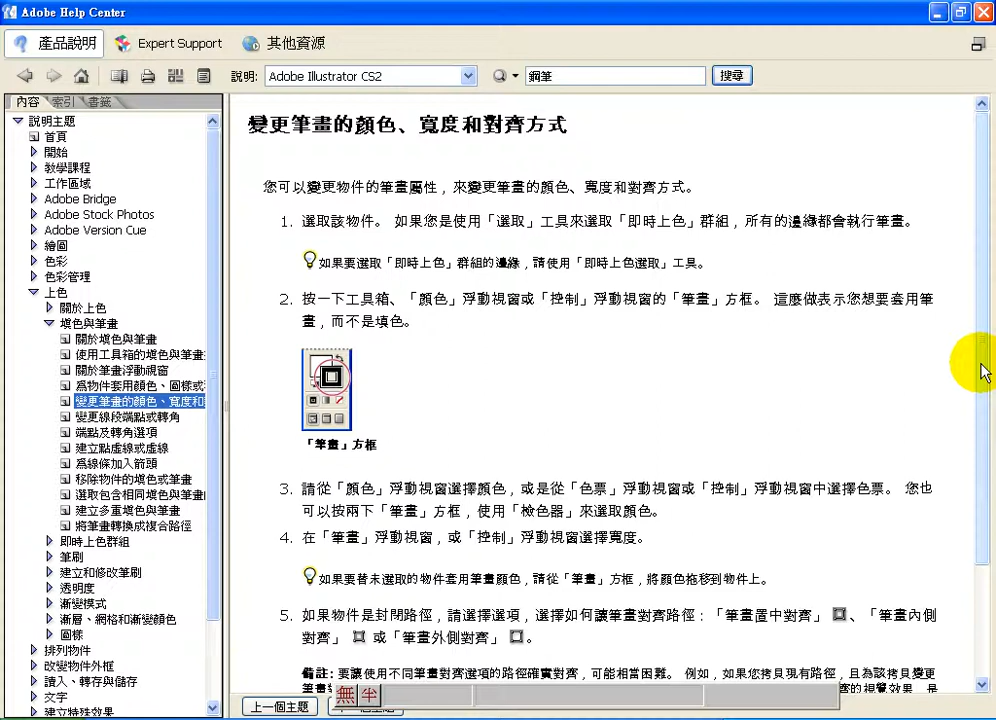 Adobe Help Center
產品說明 Expert Support 其他資源
說明: Adobe Illustrator CS2 鋼筆 搜尋
內容 索引 書籤
說明主題
首頁
開始
教學課程
工作區域
Adobe Bridge
Adobe Stock Photos
Adobe Version Cue
繪圖
色彩
色彩管理
上色
關於上色
填色與筆畫
關於填色與筆畫
使用工具箱的填色與筆畫
關於筆畫浮動視窗
為物件套用顏色、圖樣或
變更筆畫的顏色、寬度和
變更線段端點或轉角
端點及轉角選項
建立點虛線或虛線
為線條加入箭頭
移除物件的填色或筆畫
選取包含相同填色與筆畫
建立多重填色與筆畫
將筆畫轉換成複合路徑
即時上色群組
筆刷
建立和修改筆刷
透明度
漸變模式
漸層、網格和漸變顏色
圖樣
排列物件
改變物件外框
讀入、轉存與儲存
文字
建立特殊效果
變更筆畫的顏色、寬度和對齊方式
您可以變更物件的筆畫屬性，來變更筆畫的顏色、寬度和對齊方式。
1. 選取該物件。 如果您是使用「選取」工具來選取「即時上色」群組，所有的邊緣都會執行筆畫。
如果要選取「即時上色」群組的邊緣，請使用「即時上色選取」工具。
2. 按一下工具箱、「顏色」浮動視窗或「控制」浮動視窗的「筆畫」方框。 這麼做表示您想要套用筆
畫，而不是填色。
「筆畫」方框
3. 請從「顏色」浮動視窗選擇顏色，或是從「色票」浮動視窗或「控制」浮動視窗中選擇色票。 您也
可以按兩下「筆畫」方框，使用「檢色器」來選取顏色。
4. 在「筆畫」浮動視窗，或「控制」浮動視窗選擇寬度。
如果要替未選取的物件套用筆畫顏色，請從「筆畫」方框，將顏色拖移到物件上。
5. 如果物件是封閉路徑，請選擇選項，選擇如何讓筆畫對齊路徑：「筆畫置中對齊」、「筆畫內側
對齊」 或「筆畫外側對齊」。
備註: 要讓使用不同筆畫對齊選項的路徑確實對齊，可能相當困難。 例如，如果您拷貝現有路徑，且為該拷貝變更
上一個主題
無 半